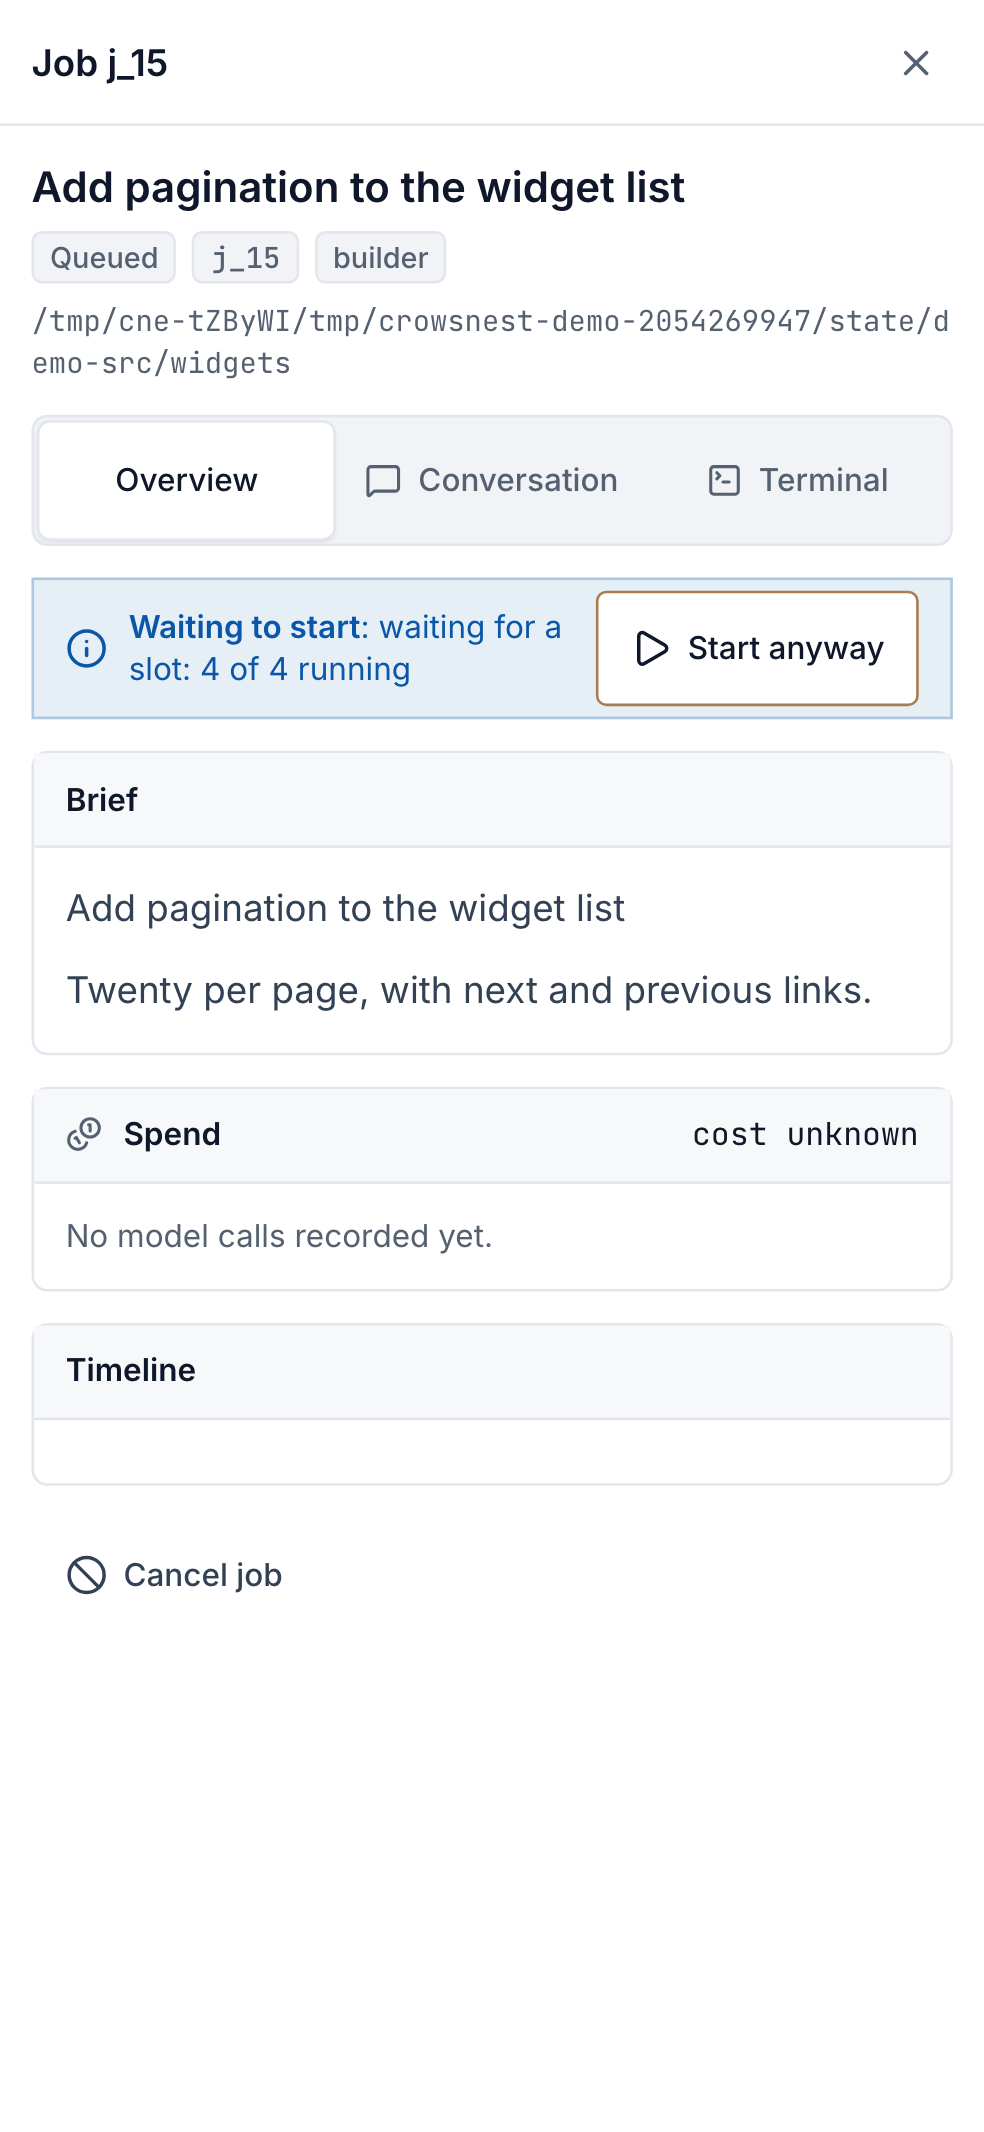 Job j_15
Add pagination to the widget list
Queued j_15 builder
/tmp/cne-tZByWI/tmp/crowsnest-demo-2054269947/state/d
emo-src/widgets
Overview Conversation Terminal
Waiting to start: waiting for a
slot: 4 of 4 running
Start anyway
Brief
Add pagination to the widget list
Twenty per page, with next and previous links.
Spend cost unknown
No model calls recorded yet.
Timeline
Cancel job